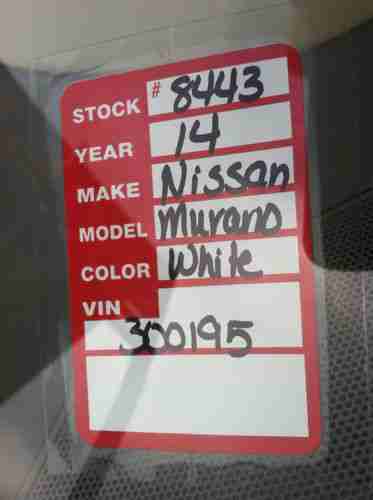 STOCK # 8443
YEAR 14
MAKE Nissan
MODEL Murano
COLOR White
VIN
300195